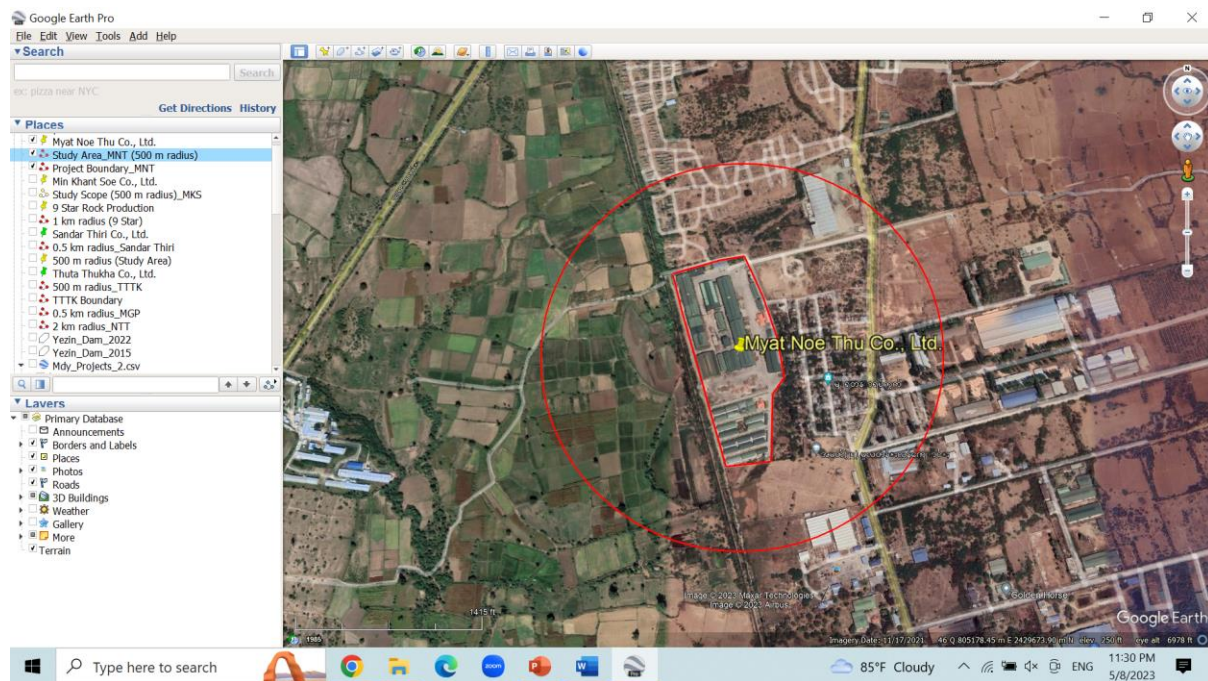 Google Earth Pro
File Edit View Tools Add Help
Search
Search
ex: pizza near NYC
Get Directions History
Places
Myat Noe Thu Co., Ltd.
Study Area_MNT (500 m radius)
Project Boundary_MNT
Min Khant Soe Co., Ltd.
Study Scope (500 m radius)_MKS
9 Star Rock Production
1 km radius (9 Star)
Sandar Thiri Co., Ltd.
0.5 km radius_Sandar Thiri
500 m radius (Study Area)
Thuta Thukha Co., Ltd.
500 m radius_TTTK
TTTK Boundary
0.5 km radius_MGP
2 km radius_NTT
Yezin_Dam_2022
Yezin_Dam_2015
Mdy_Projects_2.csv
Layers
Primary Database
Announcements
Borders and Labels
Places
Photos
Roads
3D Buildings
Weather
Gallery
More
Terrain
N
Myat Noe Thu Co., Ltd.
Golden Horse
Image © 2023 Maxar Technologies
Image © 2023 Airbus
1415 ft
Google Earth
1985
Imagery Date: 11/17/2021 46 Q 805178.45 m E 2429673.90 m N elev 250 ft eye alt 6978 ft
Type here to search
zoom
85°F Cloudy
ENG
11:30 PM
5/8/2023